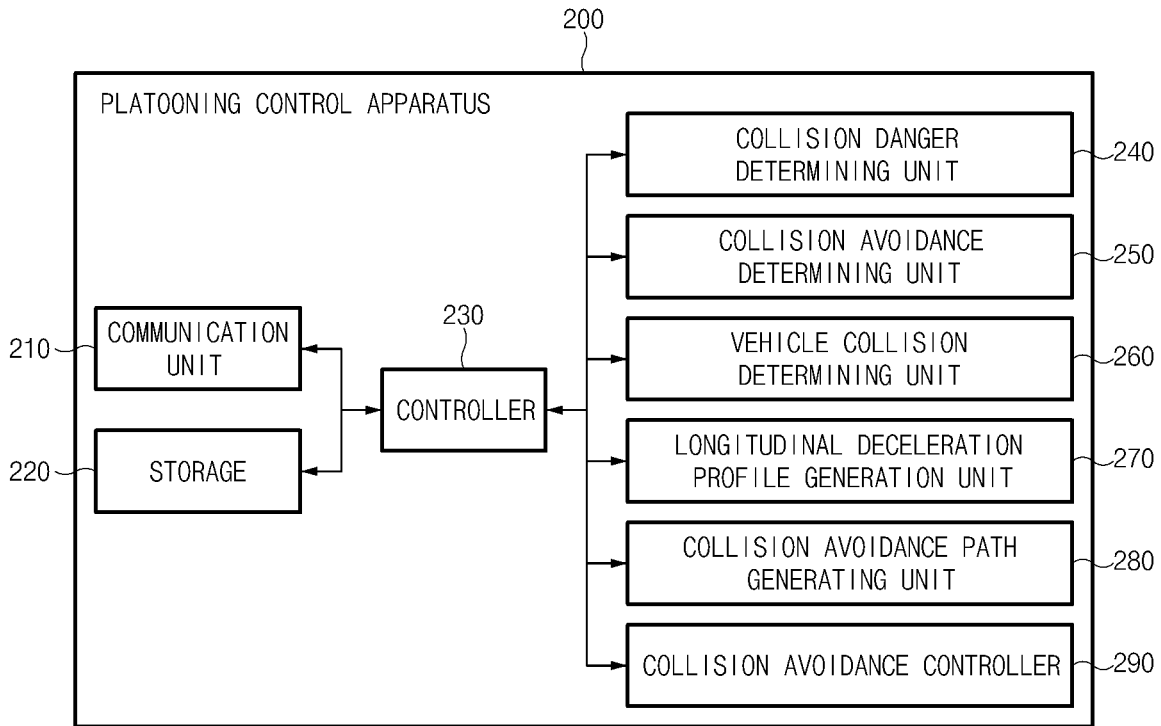 200
PLATOONING CONTROL APPARATUS
210
COMMUNICATION
UNIT
220
STORAGE
230
CONTROLLER
COLLISION DANGER
DETERMINING UNIT
240
COLLISION AVOIDANCE
DETERMINING UNIT
250
VEHICLE COLLISION
DETERMINING UNIT
260
LONGITUDINAL DECELERATION
PROFILE GENERATION UNIT
270
COLLISION AVOIDANCE PATH
GENERATING UNIT
280
COLLISION AVOIDANCE CONTROLLER
290